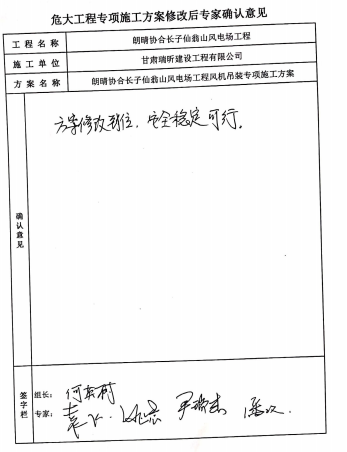 危大工程专项施工方案修改后专家确认意见
工程名称 朗晴协合长子仙翁山风电场工程
施工单位 甘肃瑞昕建设工程有限公司
方案名称 朗晴协合长子仙翁山风电场工程风机吊装专项施工方案
确认意见
方案修改到位，安全稳定可行。
签字栏
组长：
专家：